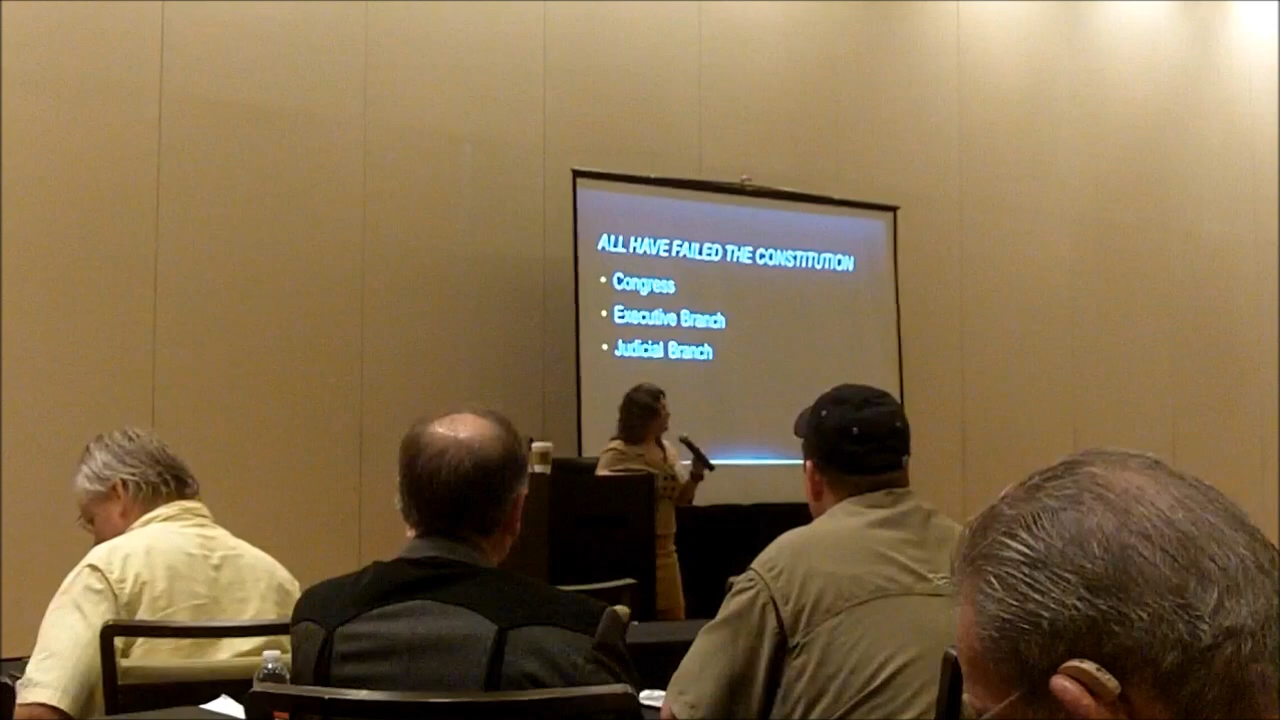 ALL HAVE FAILED THE CONSTITUTION
• Congress
• Executive Branch
• Judicial Branch